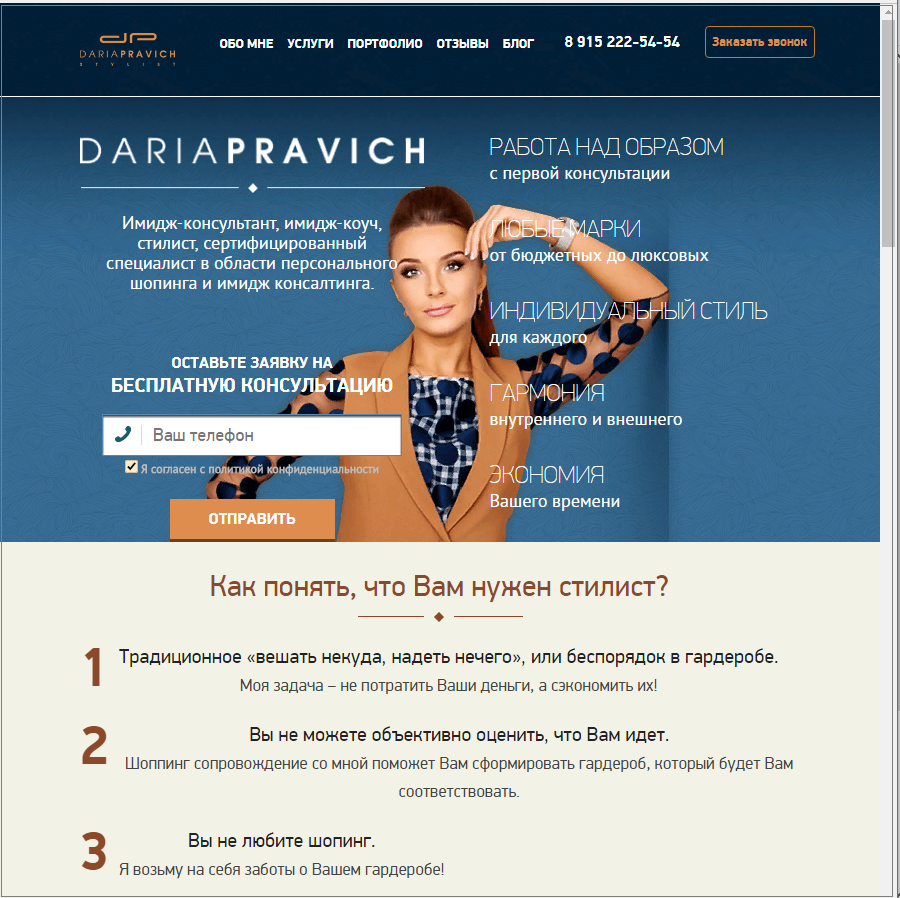 DARIAPRAVICH
STYLIST
ОБО МНЕ УСЛУГИ ПОРТФОЛИО ОТЗЫВЫ БЛОГ 8 915 222-54-54 Заказать звонок
DARIAPRAVICH
Имидж-консультант, имидж-коуч,
стилист, сертифицированный
специалист в области персонального
шопинга и имидж консалтинга.
ОСТАВЬТЕ ЗАЯВКУ НА
БЕСПЛАТНУЮ КОНСУЛЬТАЦИЮ
Ваш телефон
Я согласен с политикой конфиденциальности
ОТПРАВИТЬ
РАБОТА НАД ОБРАЗОМ
с первой консультации
ЛЮБЫЕ МАРКИ
от бюджетных до люксовых
ИНДИВИДУАЛЬНЫЙ СТИЛЬ
для каждого
ГАРМОНИЯ
внутреннего и внешнего
ЭКОНОМИЯ
Вашего времени
Как понять, что Вам нужен стилист?
1 Традиционное «вешать некуда, надеть нечего», или беспорядок в гардеробе.
Моя задача – не потратить Ваши деньги, а сэкономить их!
2 Вы не можете объективно оценить, что Вам идет.
Шоппинг сопровождение со мной поможет Вам сформировать гардероб, который будет Вам
соответствовать.
3 Вы не любите шопинг.
Я возьму на себя заботы о Вашем гардеробе!